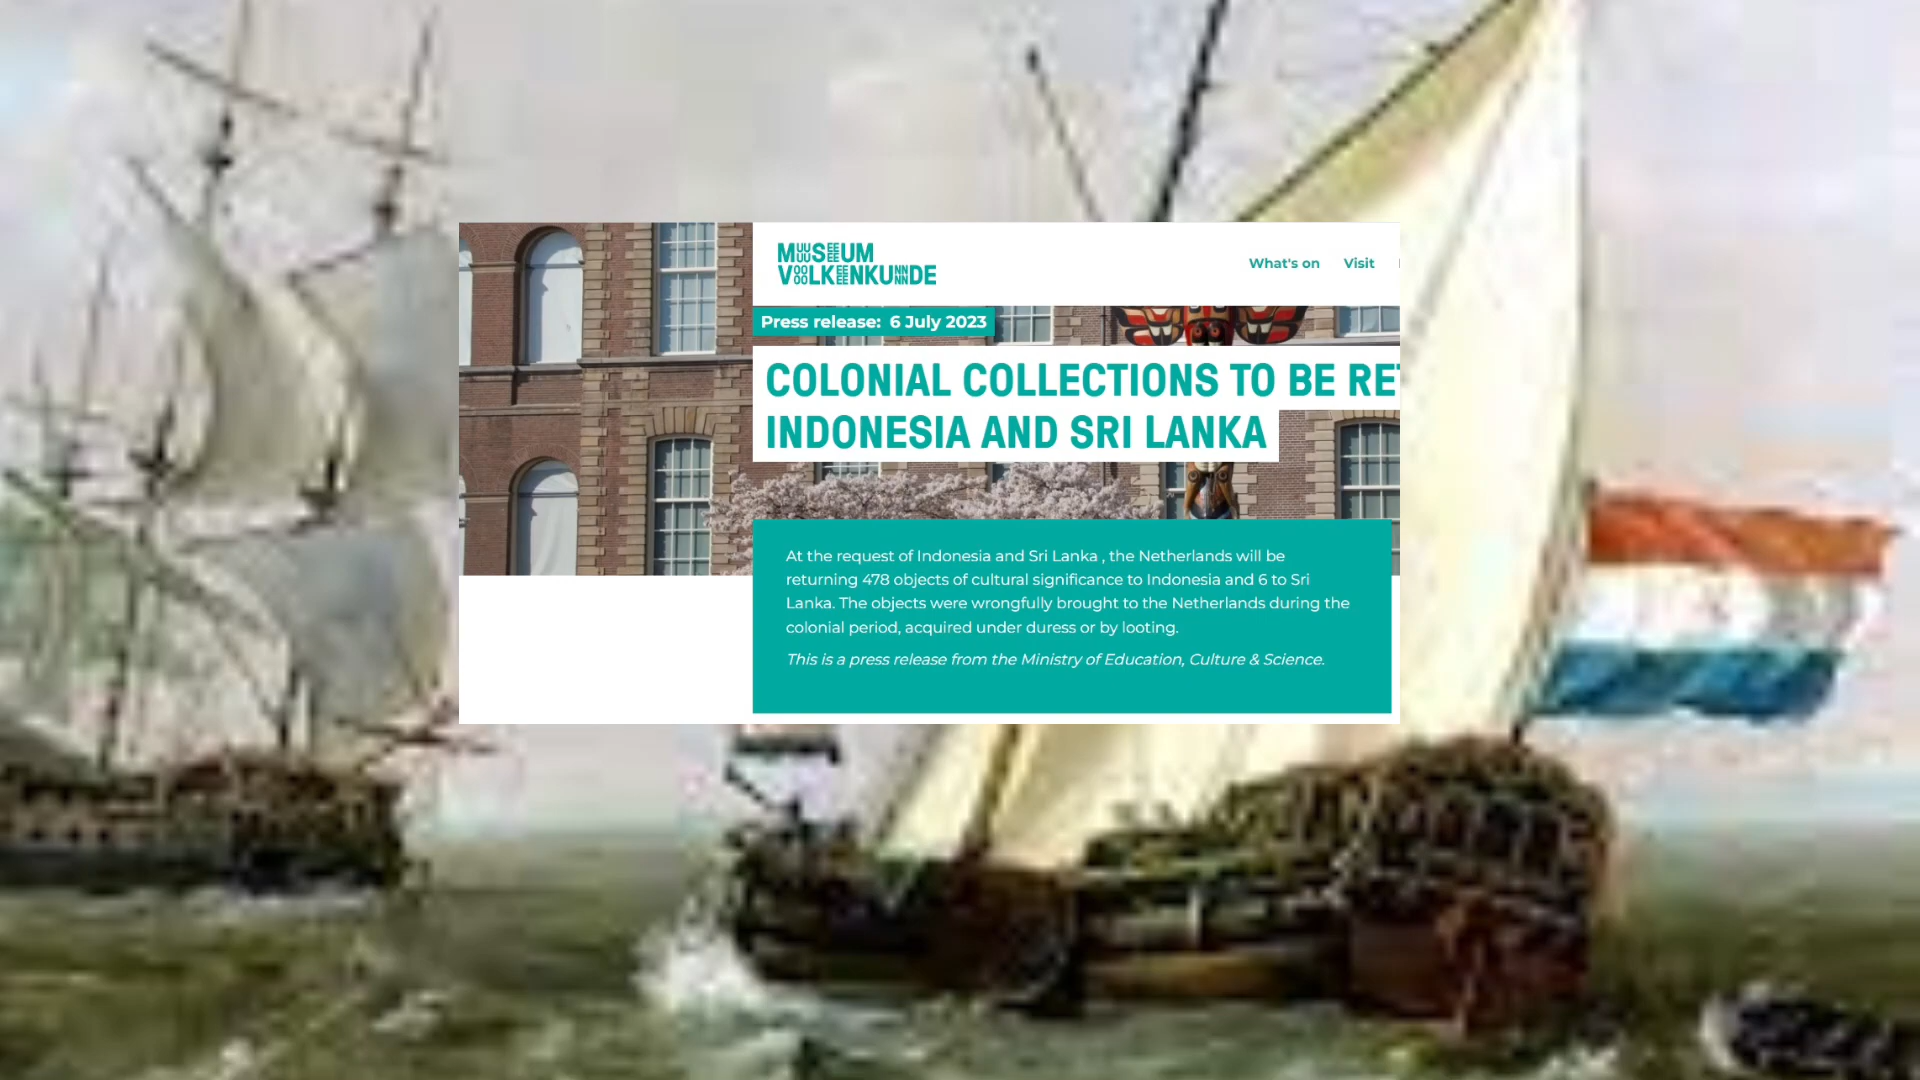 MUSEUM
VOLKENKUNDE
What's on Visit
Press release: 6 July 2023
COLONIAL COLLECTIONS TO BE RE
INDONESIA AND SRI LANKA
At the request of Indonesia and Sri Lanka , the Netherlands will be
returning 478 objects of cultural significance to Indonesia and 6 to Sri
Lanka. The objects were wrongfully brought to the Netherlands during the
colonial period, acquired under duress or by looting.
This is a press release from the Ministry of Education, Culture & Science.